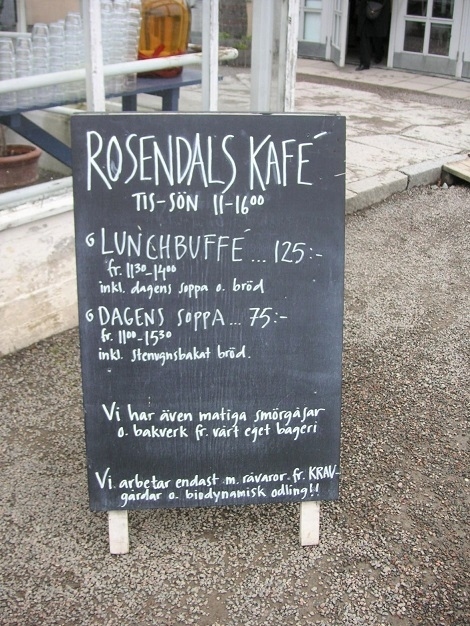 ROSENDALS KAFÉ
TIS-SÖN 11-16⁰⁰
LUNCHBUFFÉ... 125:-
fr. 11³⁰-14⁰⁰
inkl. dagens soppa o. bröd
DAGENS SOPPA... 75:-
fr. 11⁰⁰-15³⁰
inkl. stenugnsbakat bröd.
Vi har även matiga smörgåsar
o. bakverk fr. vårt eget bageri
Vi arbetar endast m. råvaror fr. KRAV-
gårdar o. biodynamisk odling!!